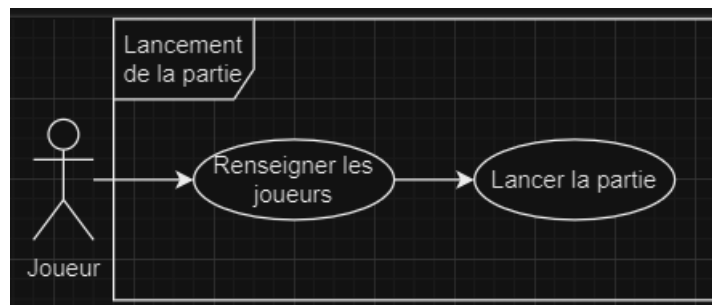 Lancement
de la partie
Renseigner les
joueurs
Lancer la partie
Joueur